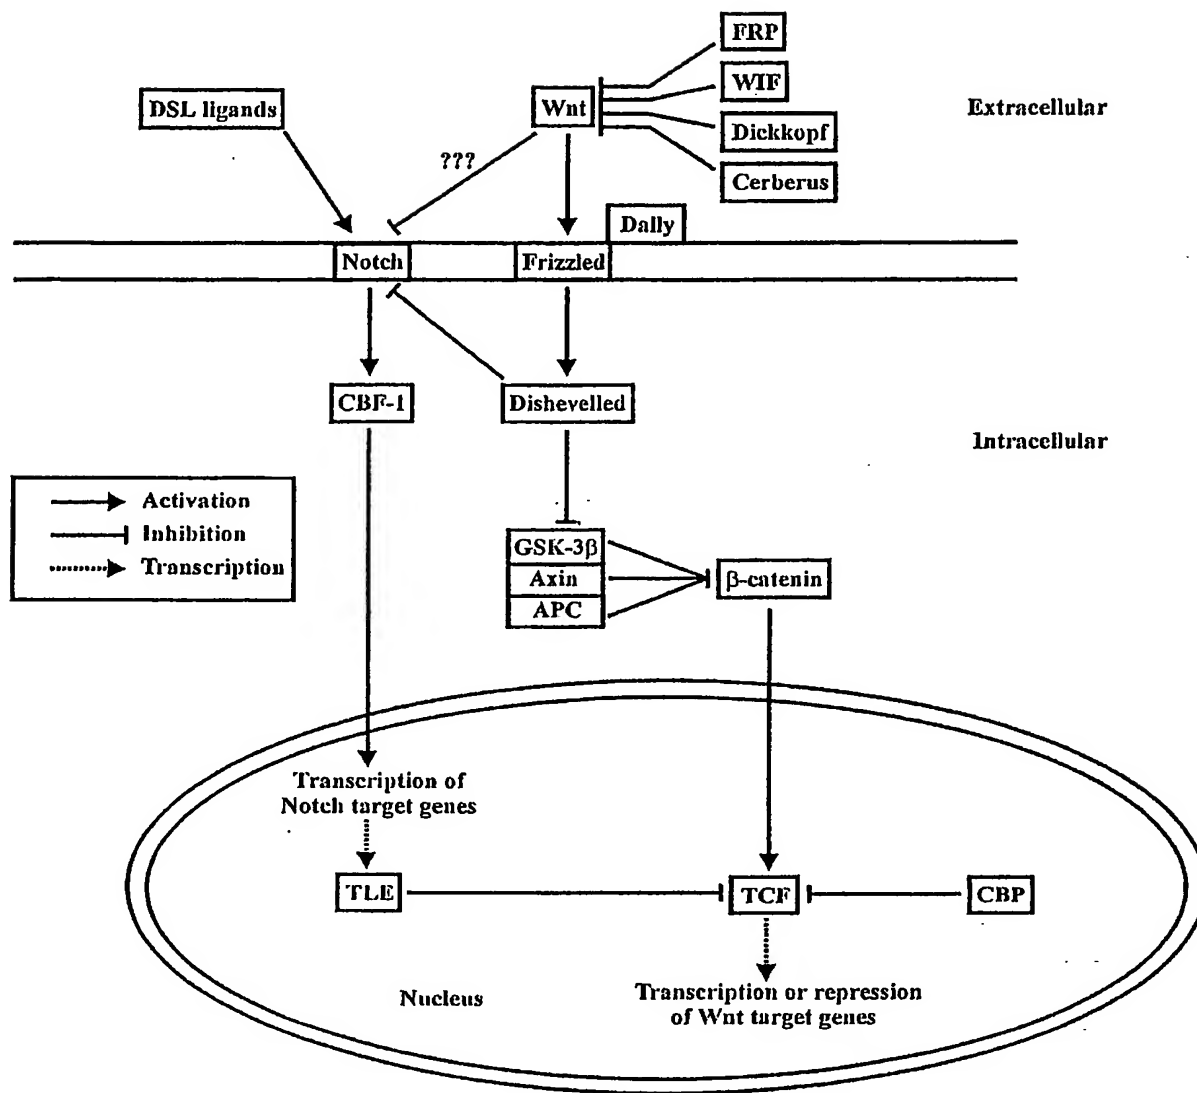 FRP
WIF
Dickkopf
Cerberus
DSL ligands
Wnt
Extracellular
???
Dally
Notch
Frizzled
CBF-1
Dishevelled
Intracellular
Activation
Inhibition
Transcription
GSK-3β
Axin
APC
β-catenin
Transcription of
Notch target genes
TLE
TCF
CBP
Nucleus
Transcription or repression
of Wnt target genes